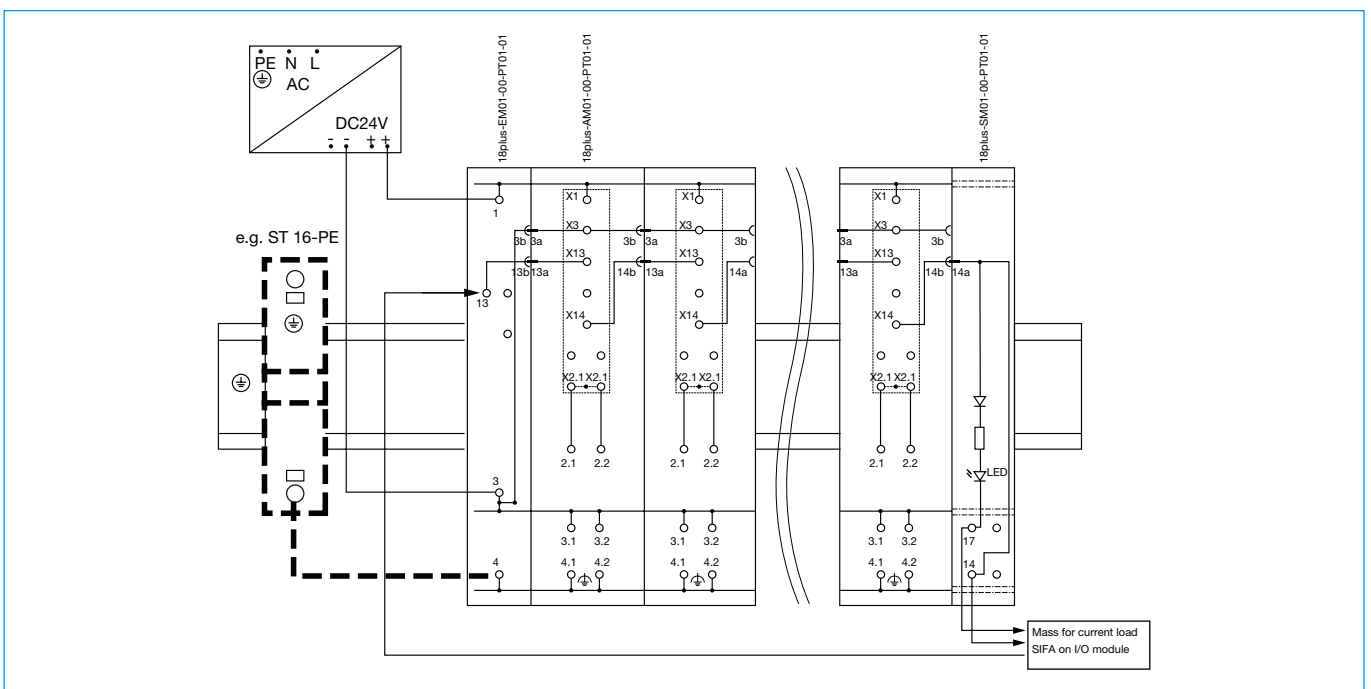 18plus-EM01-00-PT01-01
18plus-AM01-00-PT01-01
18plus-SM01-00-PT01-01
PE N L
AC
DC24V
- - + +
e.g. ST 16-PE
1
X1
X1
X1
3b 3a
X3
3b 3a
X3
3b
3a
X3
3b
13b 13a
X13
14b 13a
X13
14a
13a
X13
14b 14a
13
X14
X14
X14
X2.1 X2.1
X2.1 X2.1
X2.1 X2.1
2.1 2.2
2.1 2.2
2.1 2.2
LED
3
3.1 3.2
3.1 3.2
3.1 3.2
17
4
4.1 4.2
4.1 4.2
4.1 4.2
14
Mass for current load
SIFA on I/O module